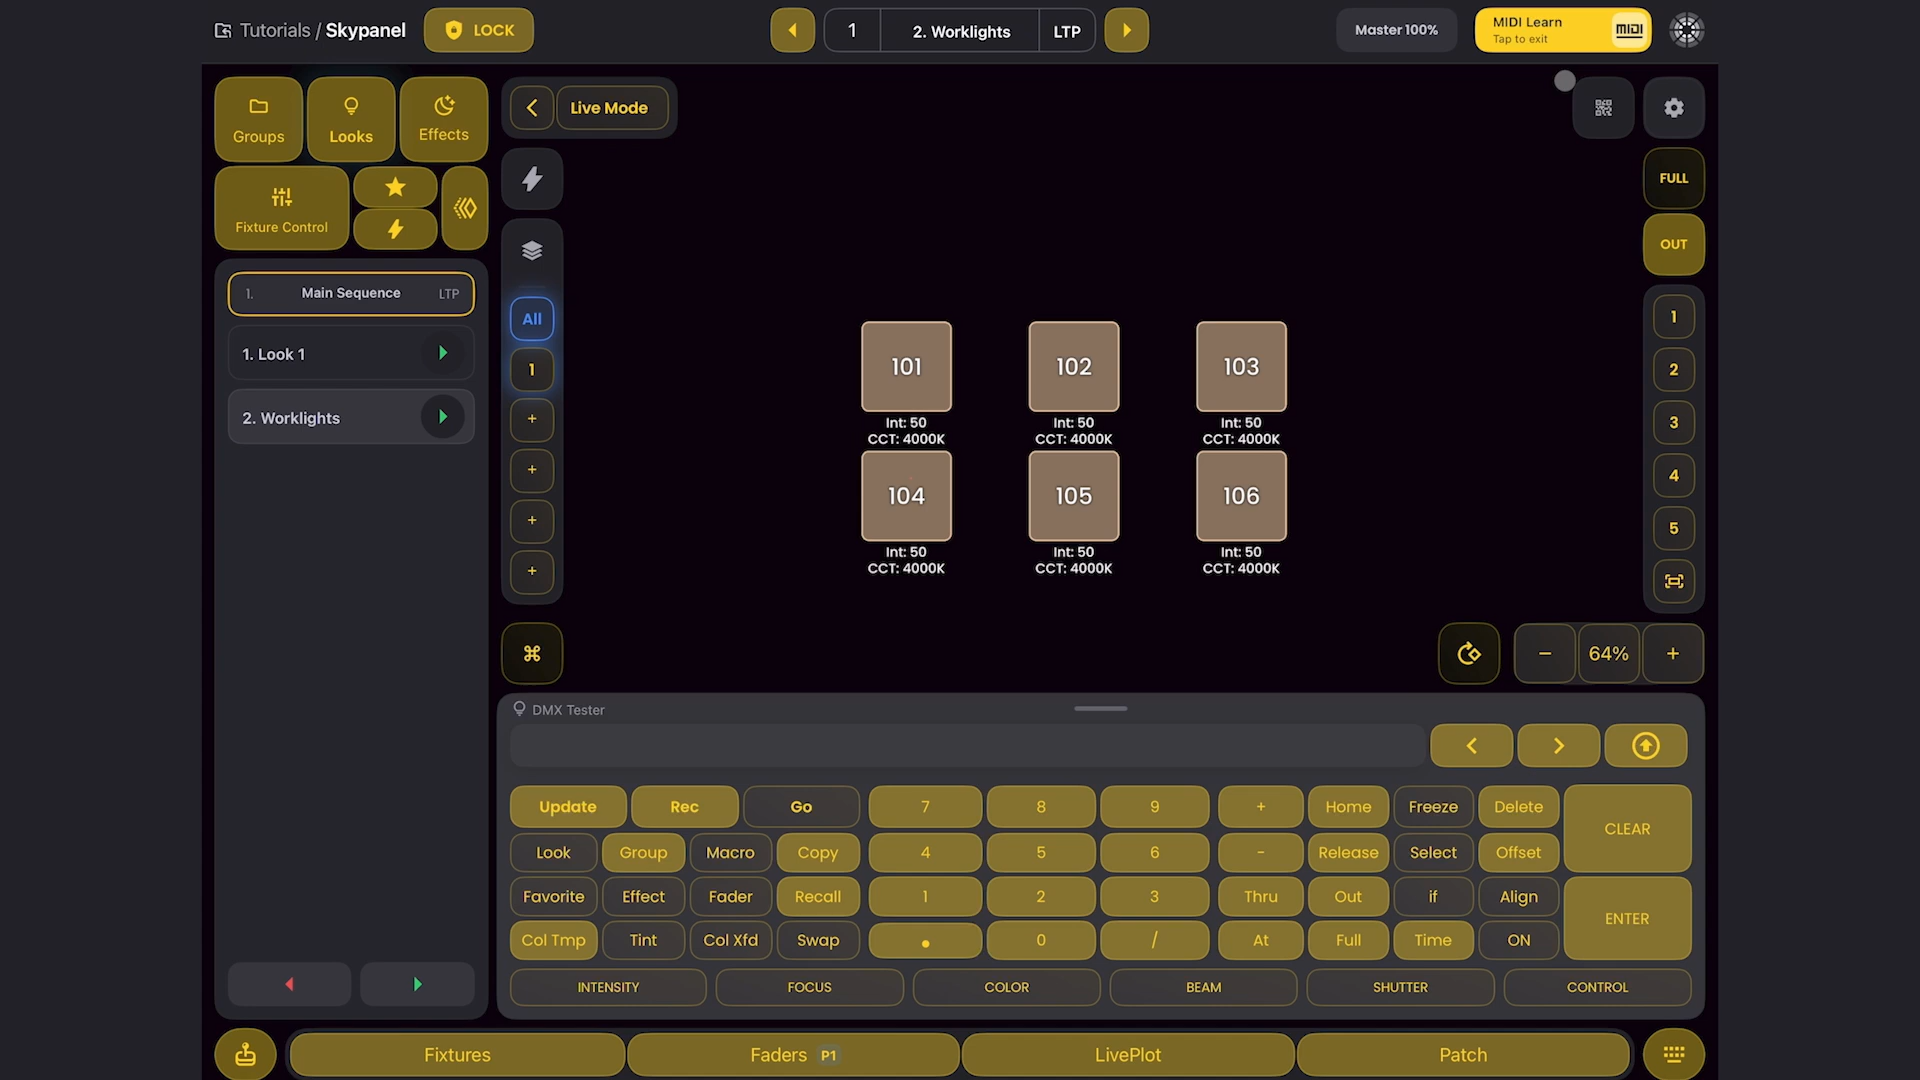 Tutorials / Skypanel
LOCK
1
2. Worklights
LTP
Master 100%
MIDI Learn
Tap to exit
MIDI
Groups
Looks
Effects
Fixture Control
Live Mode
FULL
OUT
1. Main Sequence LTP
1. Look 1
2. Worklights
All
1
+
+
+
+
101
102
103
Int: 50
CCT: 4000K
Int: 50
CCT: 4000K
Int: 50
CCT: 4000K
104
105
106
Int: 50
CCT: 4000K
Int: 50
CCT: 4000K
Int: 50
CCT: 4000K
1
2
3
4
5
⌘
−
64%
+
DMX Tester
Update Rec Go 7 8 9 + Home Freeze Delete CLEAR
Look Group Macro Copy 4 5 6 - Release Select Offset
Favorite Effect Fader Recall 1 2 3 Thru Out if Align ENTER
Col Tmp Tint Col Xfd Swap . 0 / At Full Time ON
INTENSITY FOCUS COLOR BEAM SHUTTER CONTROL
Fixtures
Faders P1
LivePlot
Patch